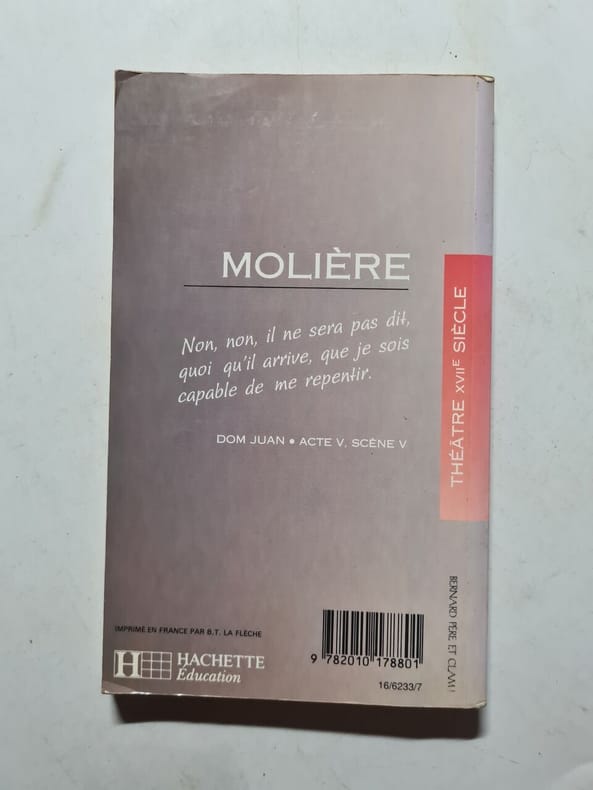 MOLIÈRE
Non, non, il ne sera pas dit,
quoi qu'il arrive, que je sois
capable de me repentir.
DOM JUAN • ACTE V, SCÈNE V
THÉÂTRE XVIIE SIÈCLE
BERNARD PÈRE ET
IMPRIMÉ EN FRANCE PAR B.T. LA FLÈCHE
H HACHETTE
Éducation
9 782010 178801
16/6233/7